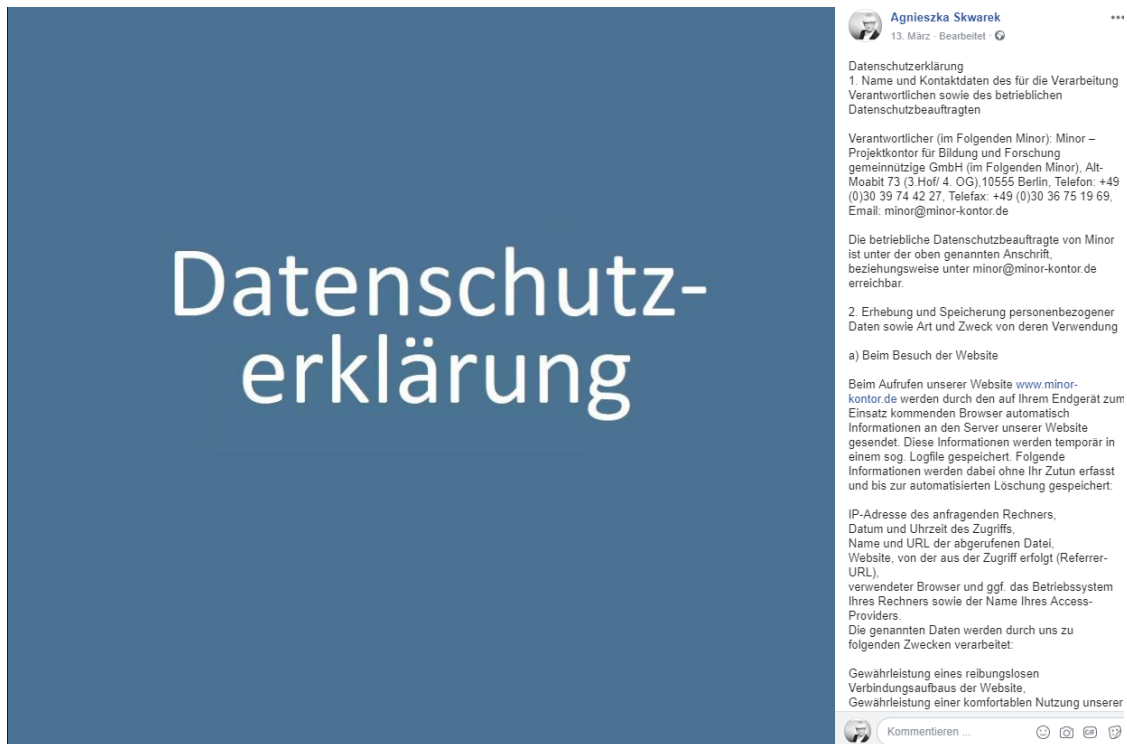 Datenschutz-
erklärung
Agnieszka Skwarek
13. März · Bearbeitet ·
Datenschutzerklärung
1. Name und Kontaktdaten des für die Verarbeitung
Verantwortlichen sowie des betrieblichen
Datenschutzbeauftragten
Verantwortlicher (im Folgenden Minor): Minor –
Projektkontor für Bildung und Forschung
gemeinnützige GmbH (im Folgenden Minor), Alt-
Moabit 73 (3.Hof/ 4. OG),10555 Berlin, Telefon: +49
(0)30 39 74 42 27, Telefax: +49 (0)30 36 75 19 69,
Email: minor@minor-kontor.de
Die betriebliche Datenschutzbeauftragte von Minor
ist unter der oben genannten Anschrift,
beziehungsweise unter minor@minor-kontor.de
erreichbar.
2. Erhebung und Speicherung personenbezogener
Daten sowie Art und Zweck von deren Verwendung
a) Beim Besuch der Website
Beim Aufrufen unserer Website www.minor-
kontor.de werden durch den auf Ihrem Endgerät zum
Einsatz kommenden Browser automatisch
Informationen an den Server unserer Website
gesendet. Diese Informationen werden temporär in
einem sog. Logfile gespeichert. Folgende
Informationen werden dabei ohne Ihr Zutun erfasst
und bis zur automatisierten Löschung gespeichert:
IP-Adresse des anfragenden Rechners,
Datum und Uhrzeit des Zugriffs,
Name und URL der abgerufenen Datei,
Website, von der aus der Zugriff erfolgt (Referrer-
URL),
verwendeter Browser und ggf. das Betriebssystem
Ihres Rechners sowie der Name Ihres Access-
Providers.
Die genannten Daten werden durch uns zu
folgenden Zwecken verarbeitet:
Gewährleistung eines reibungslosen
Verbindungsaufbaus der Website,
Gewährleistung einer komfortablen Nutzung unserer
Kommentieren ...
GIF